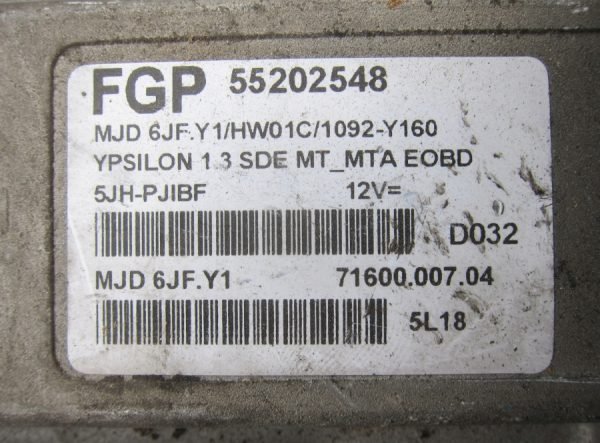 FGP 55202548
MJD 6JF.Y1/HW01C/1092-Y160
YPSILON 1.3 SDE MT_MTA EOBD
5JH-PJIBF 12V=
D032
MJD 6JF.Y1 71600.007.04
5L18